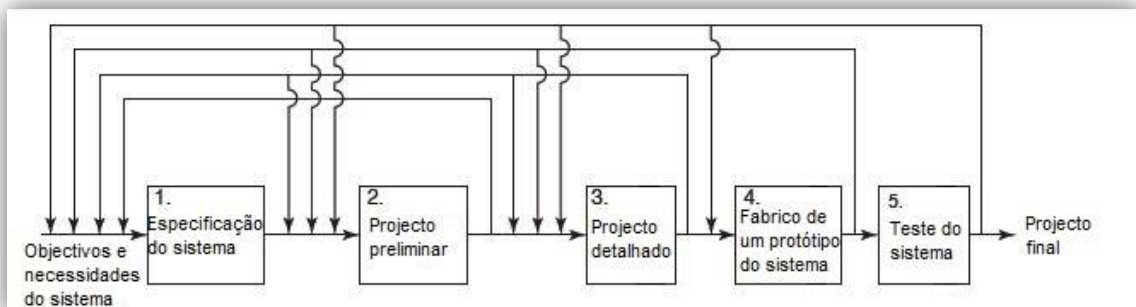 1.
Especificação
do sistema
2.
Projecto
preliminar
3.
Projecto
detalhado
4.
Fabrico de
um protótipo
do sistema
5.
Teste do
sistema
Projecto
final
Objectivos e
necessidades
do sistema